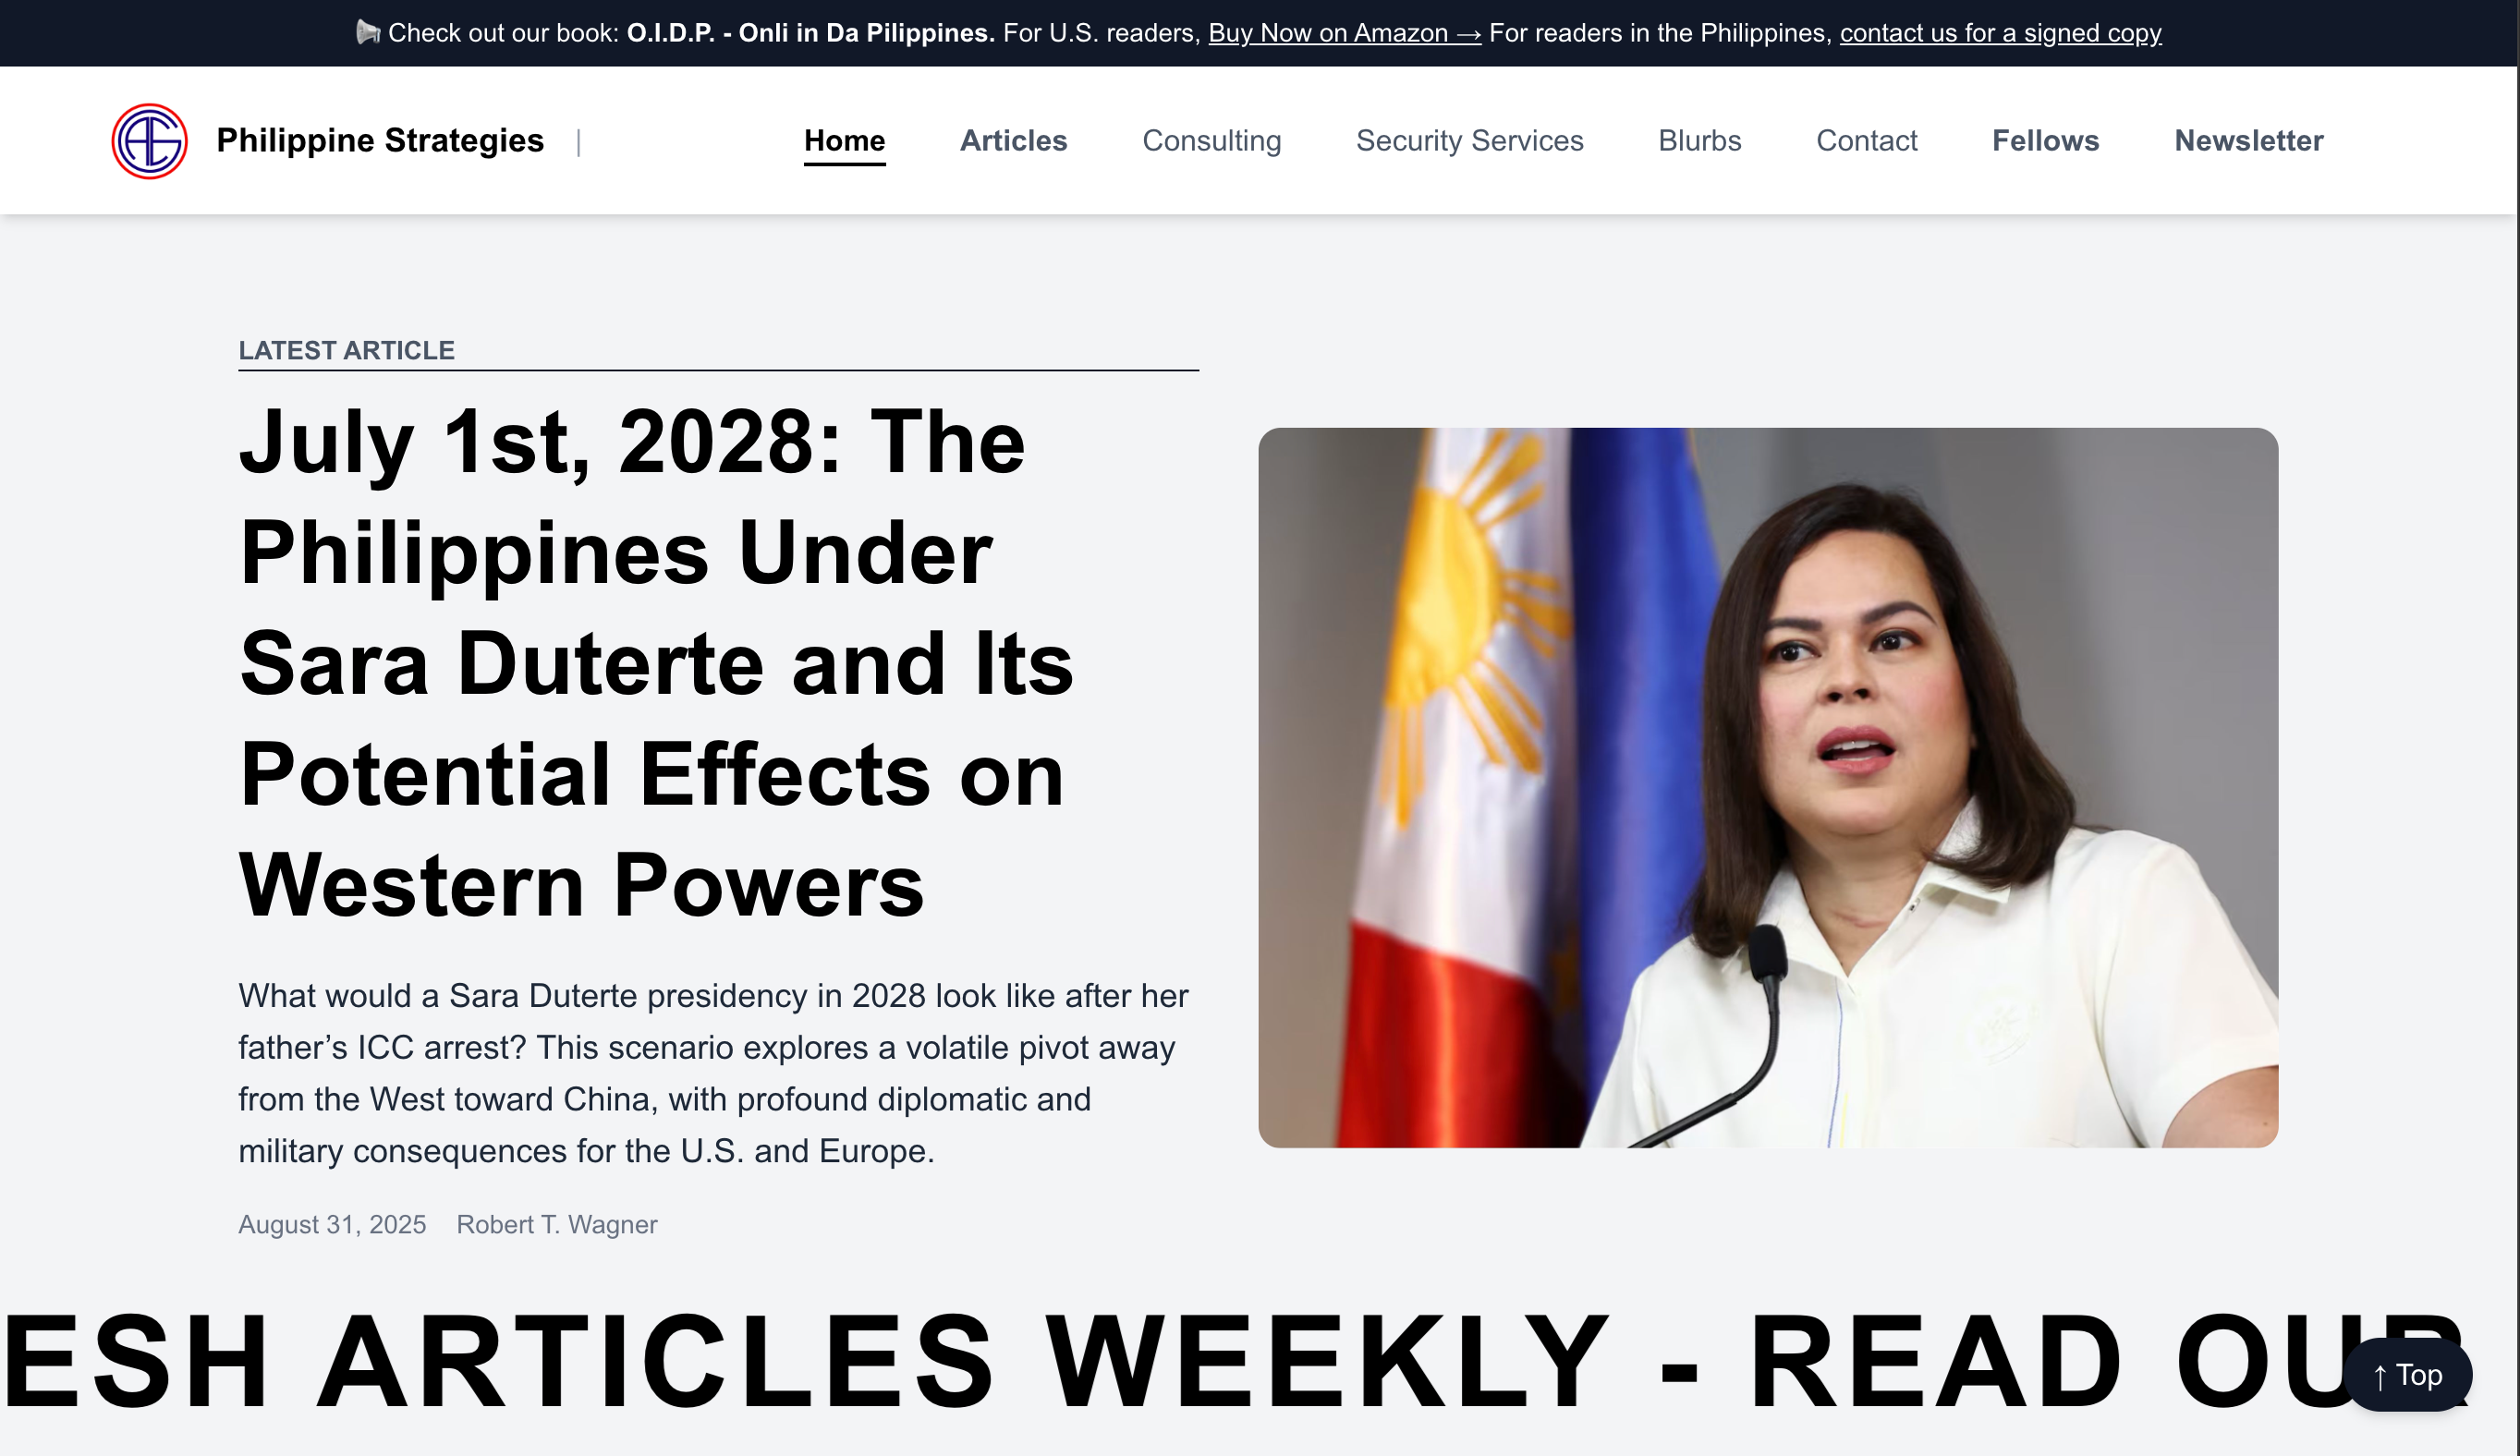 Check out our book: O.I.D.P. - Onli in Da Pilippines. For U.S. readers, Buy Now on Amazon → For readers in the Philippines, contact us for a signed copy
Philippine Strategies |
Home Articles Consulting Security Services Blurbs Contact Fellows Newsletter
LATEST ARTICLE
July 1st, 2028: The
Philippines Under
Sara Duterte and Its
Potential Effects on
Western Powers
What would a Sara Duterte presidency in 2028 look like after her
father’s ICC arrest? This scenario explores a volatile pivot away
from the West toward China, with profound diplomatic and
military consequences for the U.S. and Europe.
August 31, 2025 Robert T. Wagner
ESH ARTICLES WEEKLY - READ OUR
↑ Top